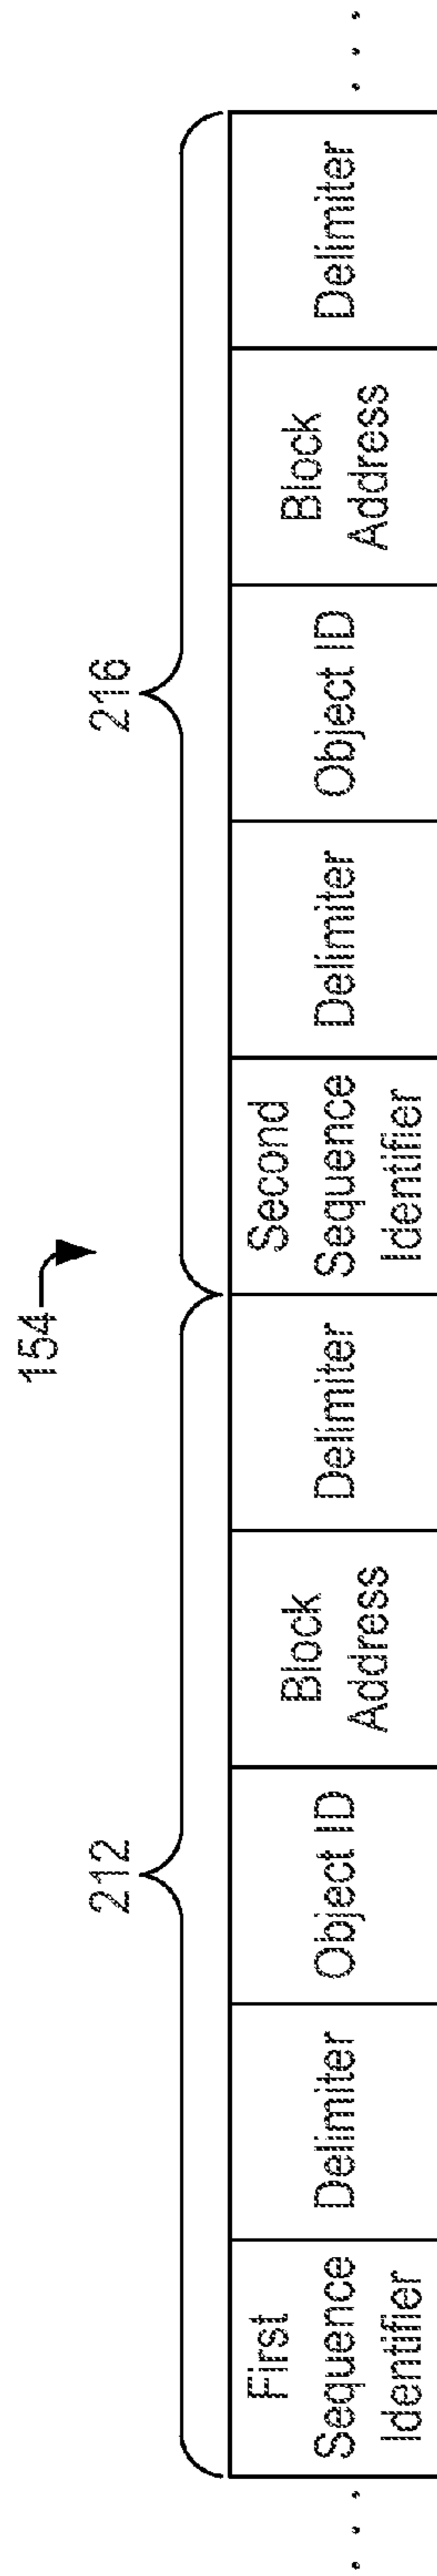 154
212
216
. . .
First
Sequence
Identifier
Delimiter
Object ID
Block
Address
Delimiter
Second
Sequence
Identifier
Delimiter
Object ID
Block
Address
Delimiter
. . .